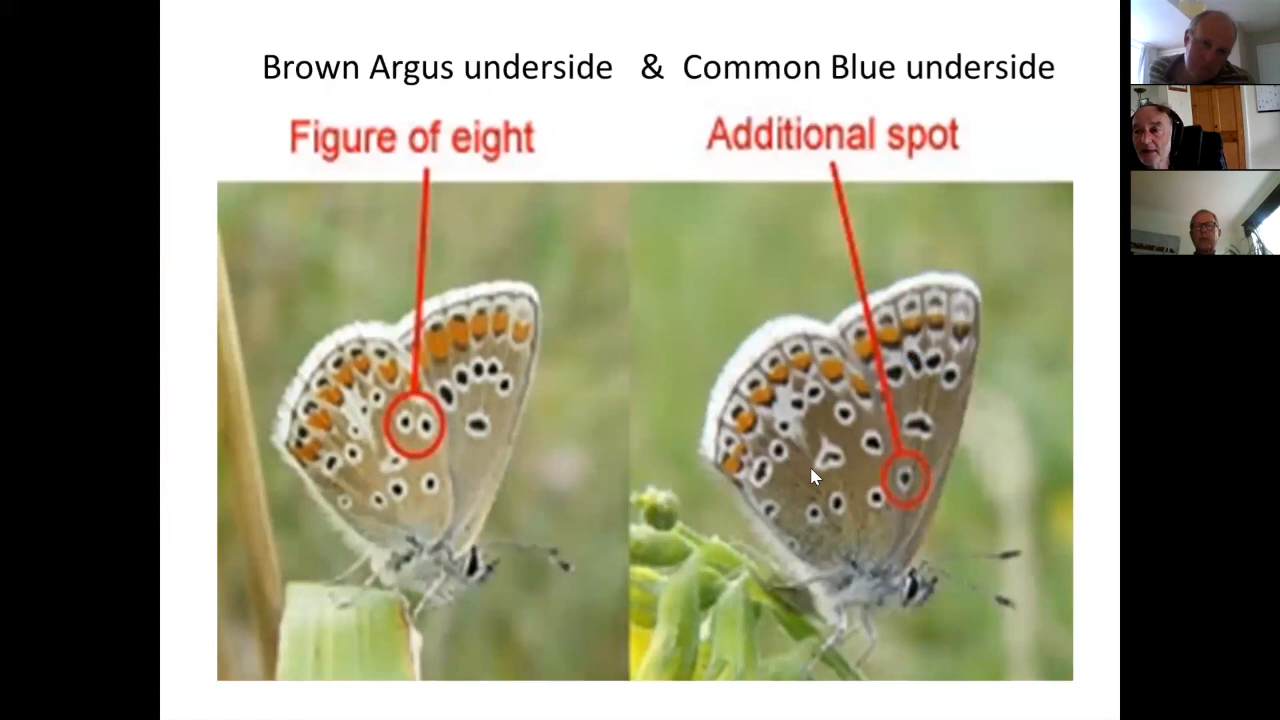 Brown Argus underside & Common Blue underside
Figure of eight
Additional spot